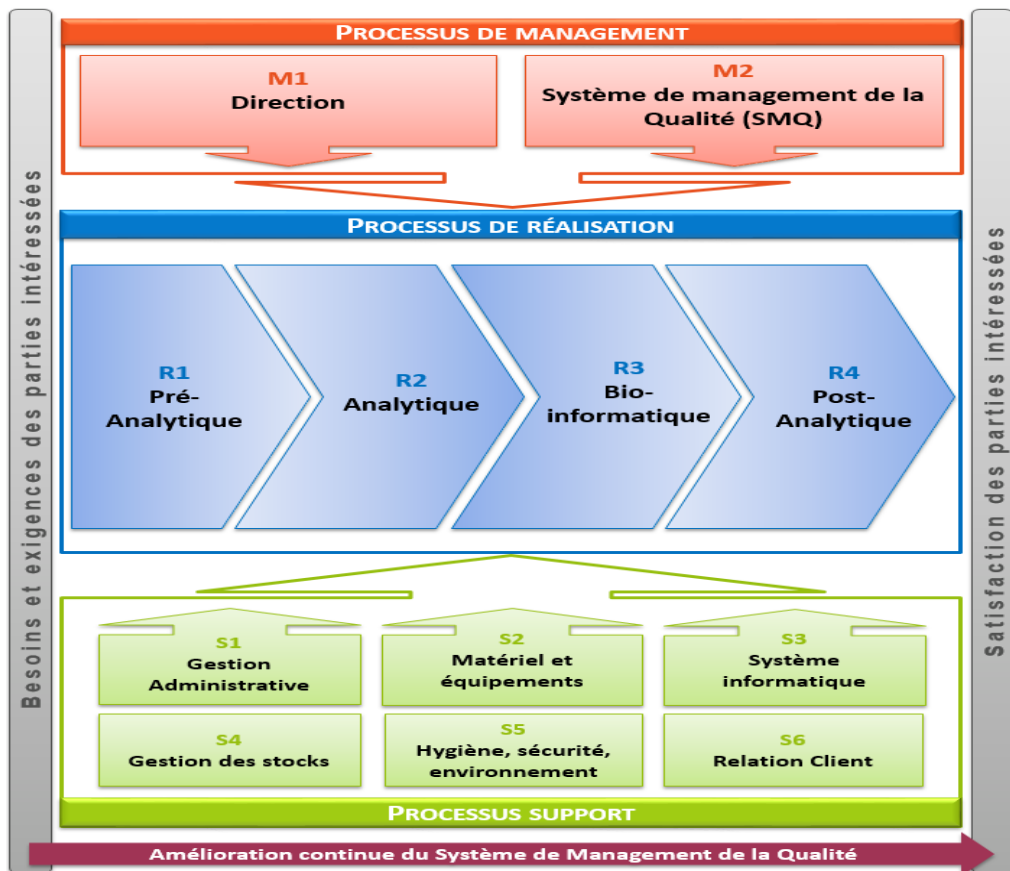 PROCESSUS DE MANAGEMENT
M1
Direction
M2
Système de management de la
Qualité (SMQ)
Besoins et exigences des parties intéressées
PROCESSUS DE RÉALISATION
R1
Pré-
Analytique
R2
Analytique
R3
Bio-
informatique
R4
Post-
Analytique
Satisfaction des parties intéressées
S1
Gestion
Administrative
S2
Matériel et
équipements
S3
Système
informatique
S4
Gestion des stocks
S5
Hygiène, sécurité,
environnement
S6
Relation Client
PROCESSUS SUPPORT
Amélioration continue du Système de Management de la Qualité